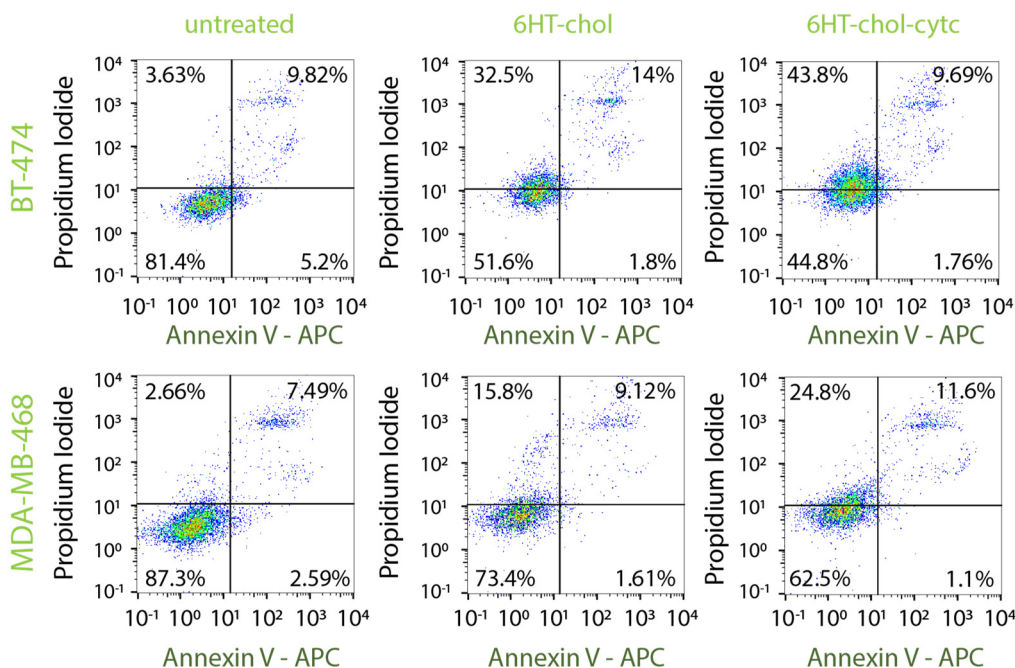 untreated 6HT-chol 6HT-chol-cytc
BT-474
Propidium Iodide
10⁴
10³
10²
10¹
10⁰
10⁻¹
3.63% 9.82%
81.4% 5.2%
10⁻¹ 10⁰ 10¹ 10² 10³ 10⁴
Annexin V - APC
Propidium Iodide
10⁴
10³
10²
10¹
10⁰
10⁻¹
32.5% 14%
51.6% 1.8%
10⁻¹ 10⁰ 10¹ 10² 10³ 10⁴
Annexin V - APC
Propidium Iodide
10⁴
10³
10²
10¹
10⁰
10⁻¹
43.8% 9.69%
44.8% 1.76%
10⁻¹ 10⁰ 10¹ 10² 10³ 10⁴
Annexin V - APC
MDA-MB-468
Propidium Iodide
10⁴
10³
10²
10¹
10⁰
10⁻¹
2.66% 7.49%
87.3% 2.59%
10⁻¹ 10⁰ 10¹ 10² 10³ 10⁴
Annexin V - APC
Propidium Iodide
10⁴
10³
10²
10¹
10⁰
10⁻¹
15.8% 9.12%
73.4% 1.61%
10⁻¹ 10⁰ 10¹ 10² 10³ 10⁴
Annexin V - APC
Propidium Iodide
10⁴
10³
10²
10¹
10⁰
10⁻¹
24.8% 11.6%
62.5% 1.1%
10⁻¹ 10⁰ 10¹ 10² 10³ 10⁴
Annexin V - APC